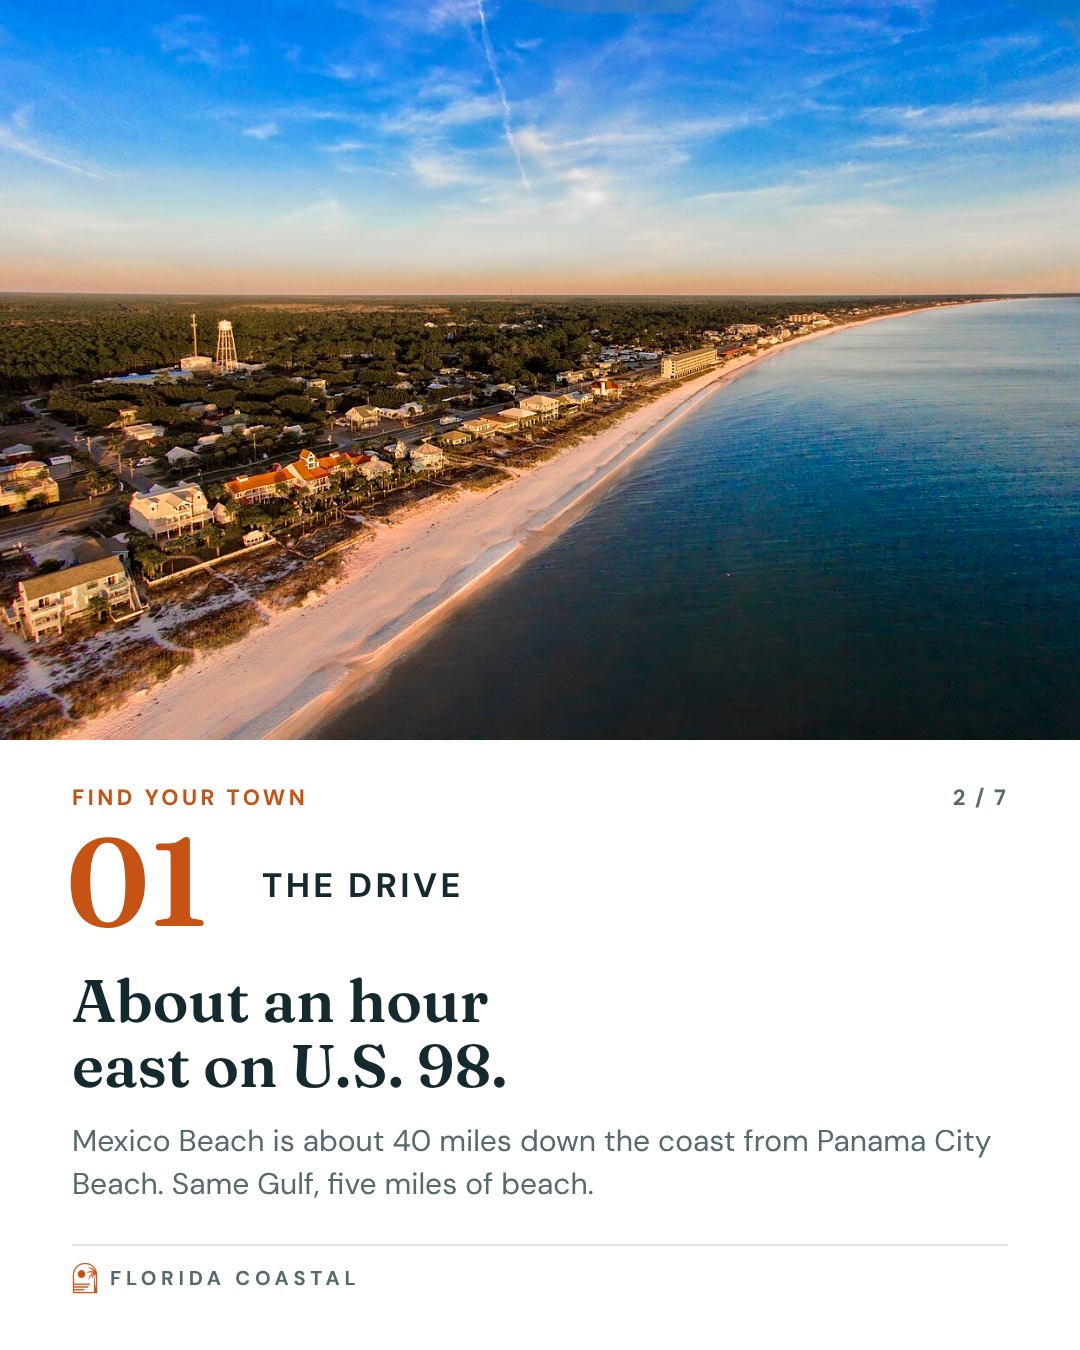 FIND YOUR TOWN
2 / 7
01
THE DRIVE
About an hour
east on U.S. 98.
Mexico Beach is about 40 miles down the coast from Panama City
Beach. Same Gulf, five miles of beach.
FLORIDA COASTAL